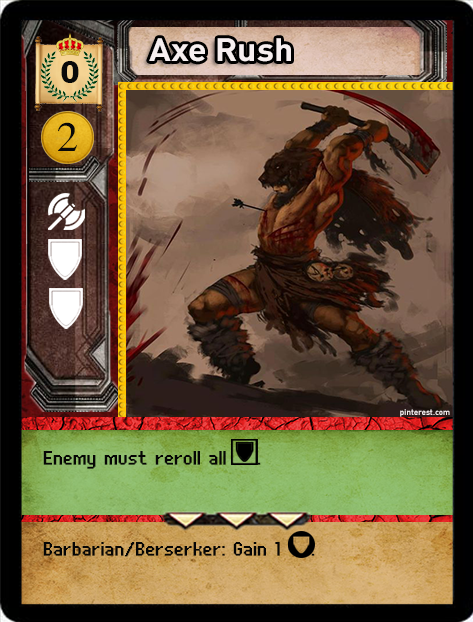 Axe Rush
0
2
pinterest.com
Enemy must reroll all
Barbarian/Berserker: Gain 1